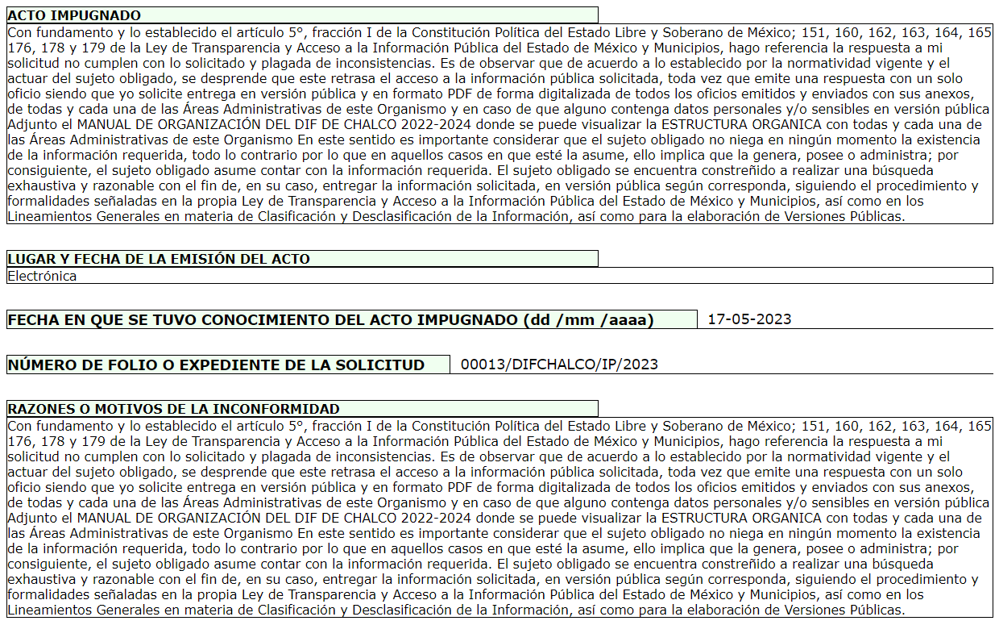 ACTO IMPUGNADO
Con fundamento y lo establecido el artículo 5°, fracción I de la Constitución Política del Estado Libre y Soberano de México; 151, 160, 162, 163, 164, 165
176, 178 y 179 de la Ley de Transparencia y Acceso a la Información Pública del Estado de México y Municipios, hago referencia la respuesta a mi
solicitud no cumplen con lo solicitado y plagada de inconsistencias. Es de observar que de acuerdo a lo establecido por la normatividad vigente y el
actuar del sujeto obligado, se desprende que este retrasa el acceso a la información pública solicitada, toda vez que emite una respuesta con un solo
oficio siendo que yo solicite entrega en versión pública y en formato PDF de forma digitalizada de todos los oficios emitidos y enviados con sus anexos,
de todas y cada una de las Áreas Administrativas de este Organismo y en caso de que alguno contenga datos personales y/o sensibles en versión pública
Adjunto el MANUAL DE ORGANIZACIÓN DEL DIF DE CHALCO 2022-2024 donde se puede visualizar la ESTRUCTURA ORGANICA con todas y cada una de
las Áreas Administrativas de este Organismo En este sentido es importante considerar que el sujeto obligado no niega en ningún momento la existencia
de la información requerida, todo lo contrario por lo que en aquellos casos en que esté la asume, ello implica que la genera, posee o administra; por
consiguiente, el sujeto obligado asume contar con la información requerida. El sujeto obligado se encuentra constreñido a realizar una búsqueda
exhaustiva y razonable con el fin de, en su caso, entregar la información solicitada, en versión pública según corresponda, siguiendo el procedimiento y
formalidades señaladas en la propia Ley de Transparencia y Acceso a la Información Pública del Estado de México y Municipios, así como en los
Lineamientos Generales en materia de Clasificación y Desclasificación de la Información, así como para la elaboración de Versiones Públicas.
LUGAR Y FECHA DE LA EMISIÓN DEL ACTO
Electrónica
FECHA EN QUE SE TUVO CONOCIMIENTO DEL ACTO IMPUGNADO (dd /mm /aaaa) 17-05-2023
NÚMERO DE FOLIO O EXPEDIENTE DE LA SOLICITUD 00013/DIFCHALCO/IP/2023
RAZONES O MOTIVOS DE LA INCONFORMIDAD
Con fundamento y lo establecido el artículo 5°, fracción I de la Constitución Política del Estado Libre y Soberano de México; 151, 160, 162, 163, 164, 165
176, 178 y 179 de la Ley de Transparencia y Acceso a la Información Pública del Estado de México y Municipios, hago referencia la respuesta a mi
solicitud no cumplen con lo solicitado y plagada de inconsistencias. Es de observar que de acuerdo a lo establecido por la normatividad vigente y el
actuar del sujeto obligado, se desprende que este retrasa el acceso a la información pública solicitada, toda vez que emite una respuesta con un solo
oficio siendo que yo solicite entrega en versión pública y en formato PDF de forma digitalizada de todos los oficios emitidos y enviados con sus anexos,
de todas y cada una de las Áreas Administrativas de este Organismo y en caso de que alguno contenga datos personales y/o sensibles en versión pública
Adjunto el MANUAL DE ORGANIZACIÓN DEL DIF DE CHALCO 2022-2024 donde se puede visualizar la ESTRUCTURA ORGANICA con todas y cada una de
las Áreas Administrativas de este Organismo En este sentido es importante considerar que el sujeto obligado no niega en ningún momento la existencia
de la información requerida, todo lo contrario por lo que en aquellos casos en que esté la asume, ello implica que la genera, posee o administra; por
consiguiente, el sujeto obligado asume contar con la información requerida. El sujeto obligado se encuentra constreñido a realizar una búsqueda
exhaustiva y razonable con el fin de, en su caso, entregar la información solicitada, en versión pública según corresponda, siguiendo el procedimiento y
formalidades señaladas en la propia Ley de Transparencia y Acceso a la Información Pública del Estado de México y Municipios, así como en los
Lineamientos Generales en materia de Clasificación y Desclasificación de la Información, así como para la elaboración de Versiones Públicas.